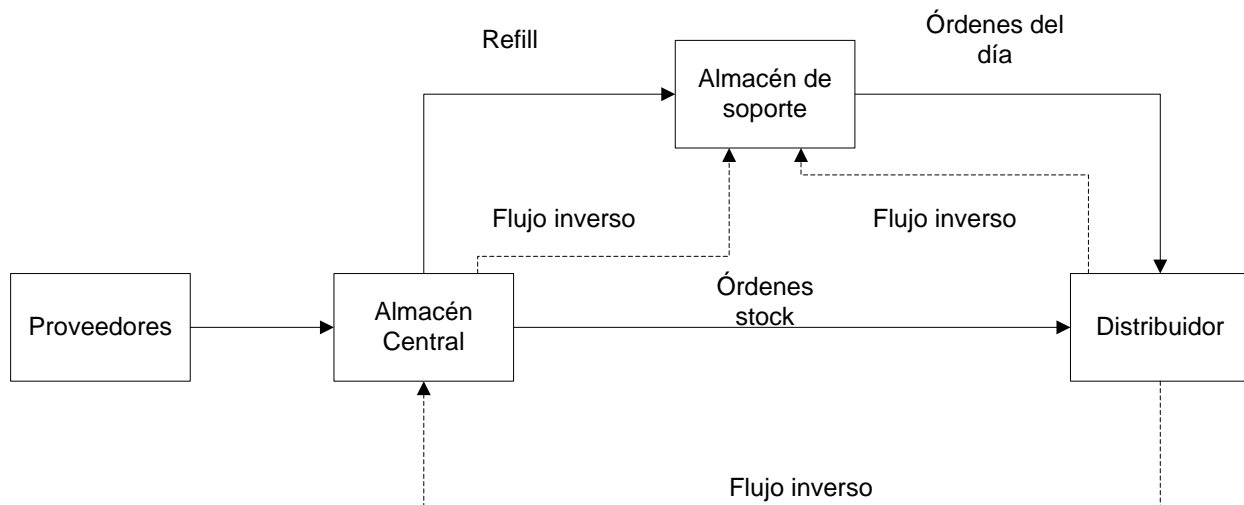 Refill
Almacén de
soporte
Órdenes del
día
Flujo inverso
Flujo inverso
Proveedores
Almacén
Central
Órdenes
stock
Distribuidor
Flujo inverso